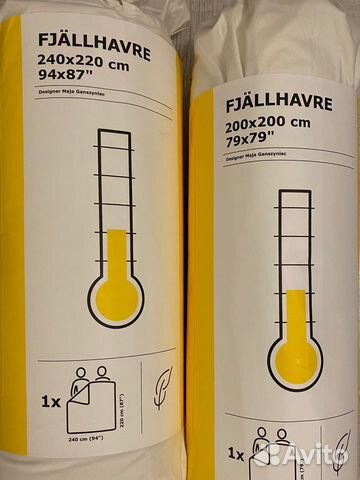 FJÄLLHAVRE
240x220 cm
94x87"
Designer Maja Ganszyniec
1x
220 cm (87")
240 cm (94")
FJÄLLHAVRE
200x200 cm
79x79"
Designer Maja Ganszyniec
1x
Avito